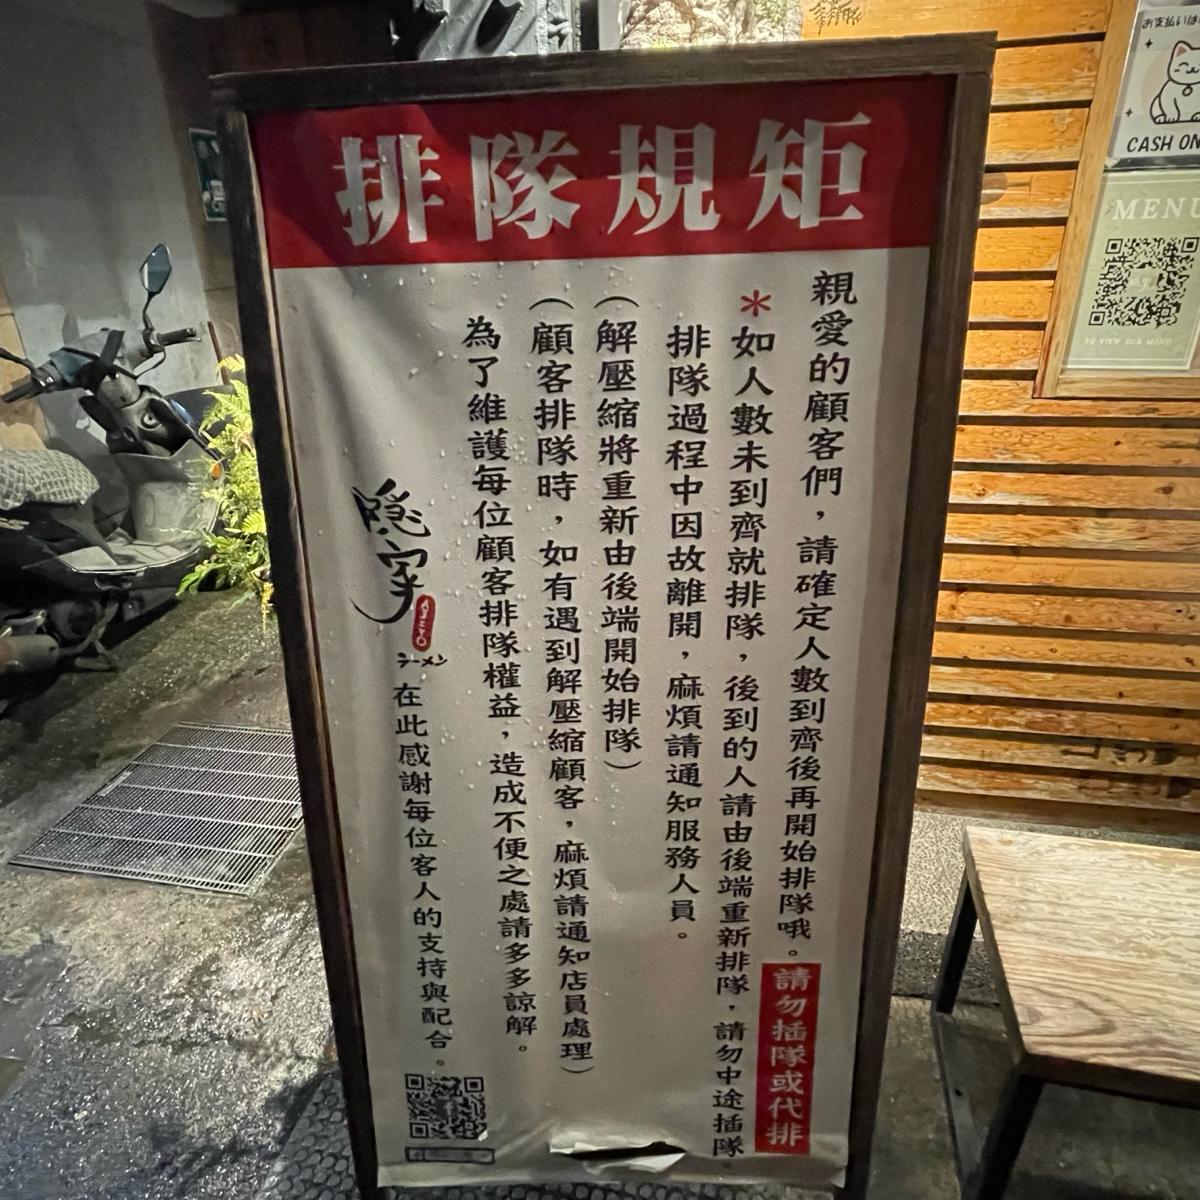 排隊規矩
親愛的顧客們，請確定人數到齊後再開始排隊哦。請勿插隊或代排
*如人數未到齊就排隊，後到的人請由後端重新排隊，請勿中途插隊。
排隊過程中因故離開，麻煩請通知服務人員。
（解壓縮將重新由後端開始排隊）
（顧客排隊時，如有遇到解壓縮顧客，麻煩請通知店員處理）
為了維護每位顧客排隊權益，造成不便之處請多多諒解。
隱家
ラーメン
在此感謝每位客人的支持與配合。
CASH ON
MENU
TO VIEW OUR MENU